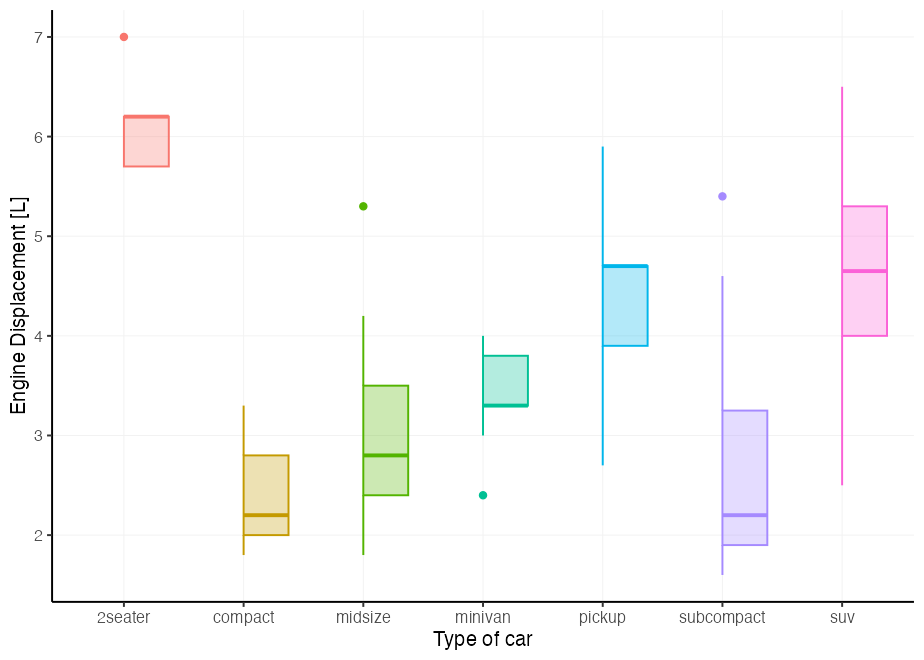 Engine Displacement [L]
7
6
5
4
3
2
2seater compact midsize minivan pickup subcompact suv
Type of car